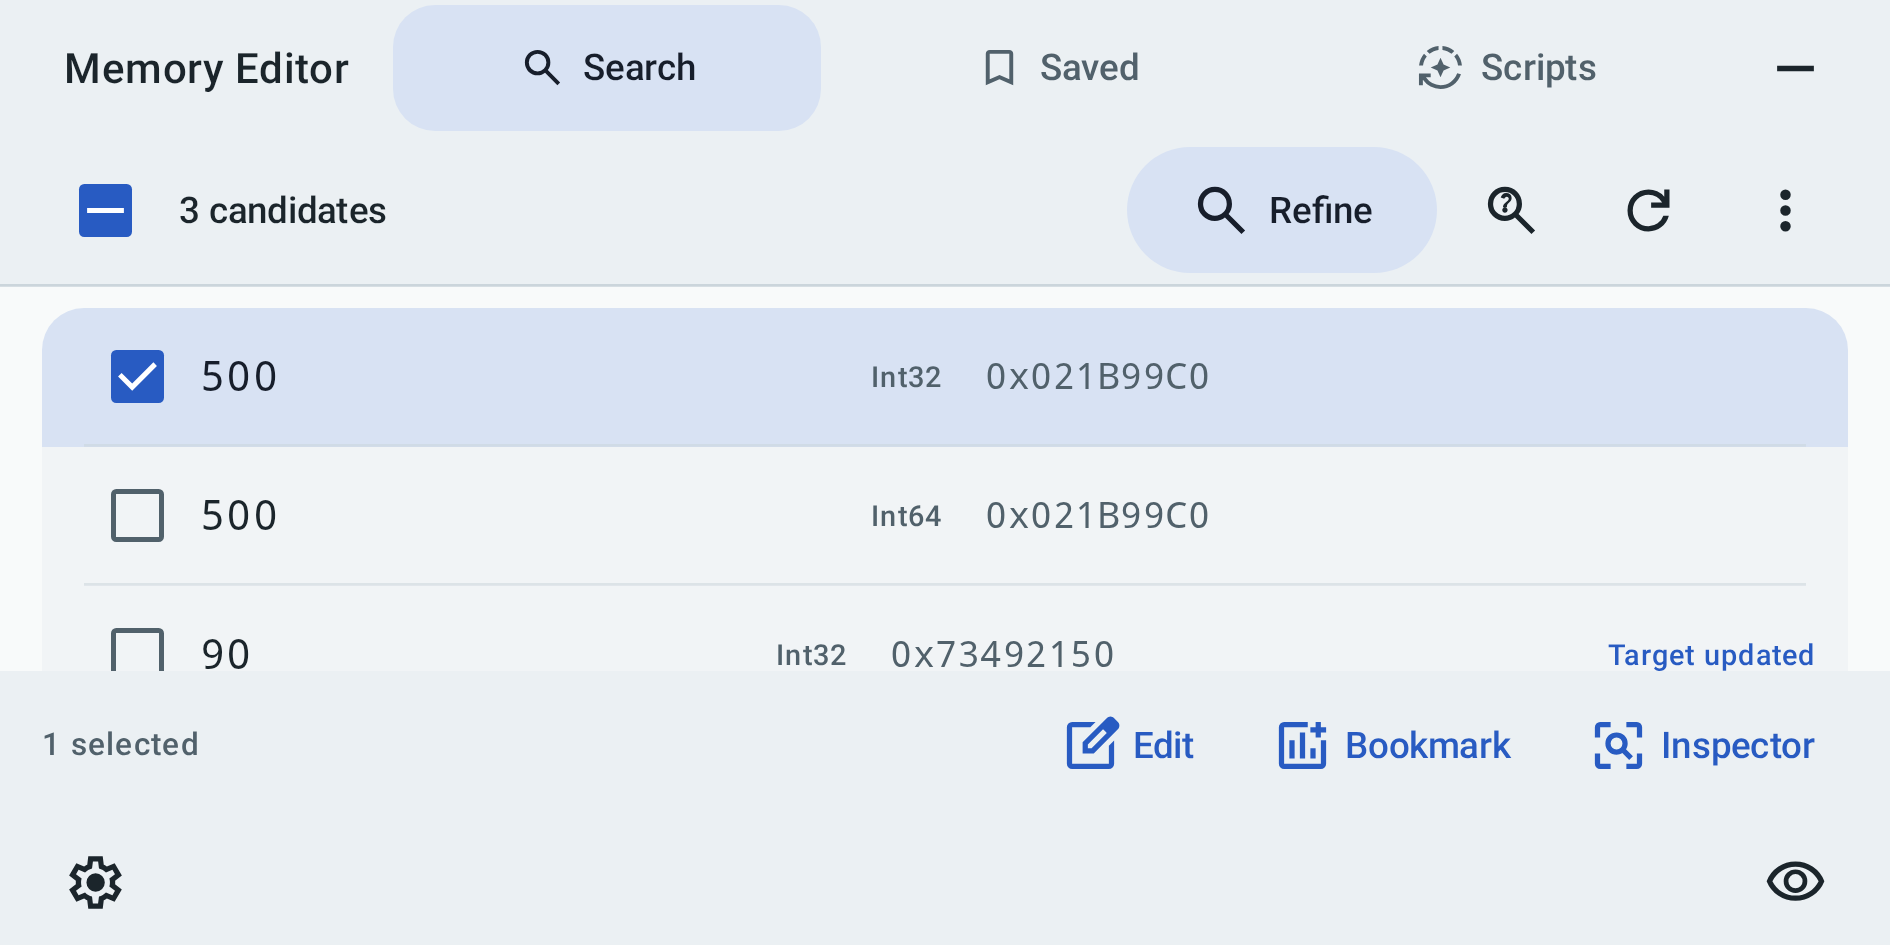 Memory Editor Search Saved Scripts
3 candidates Refine
500 Int32 0x021B99C0
500 Int64 0x021B99C0
90 Int32 0x73492150 Target updated
1 selected Edit Bookmark Inspector